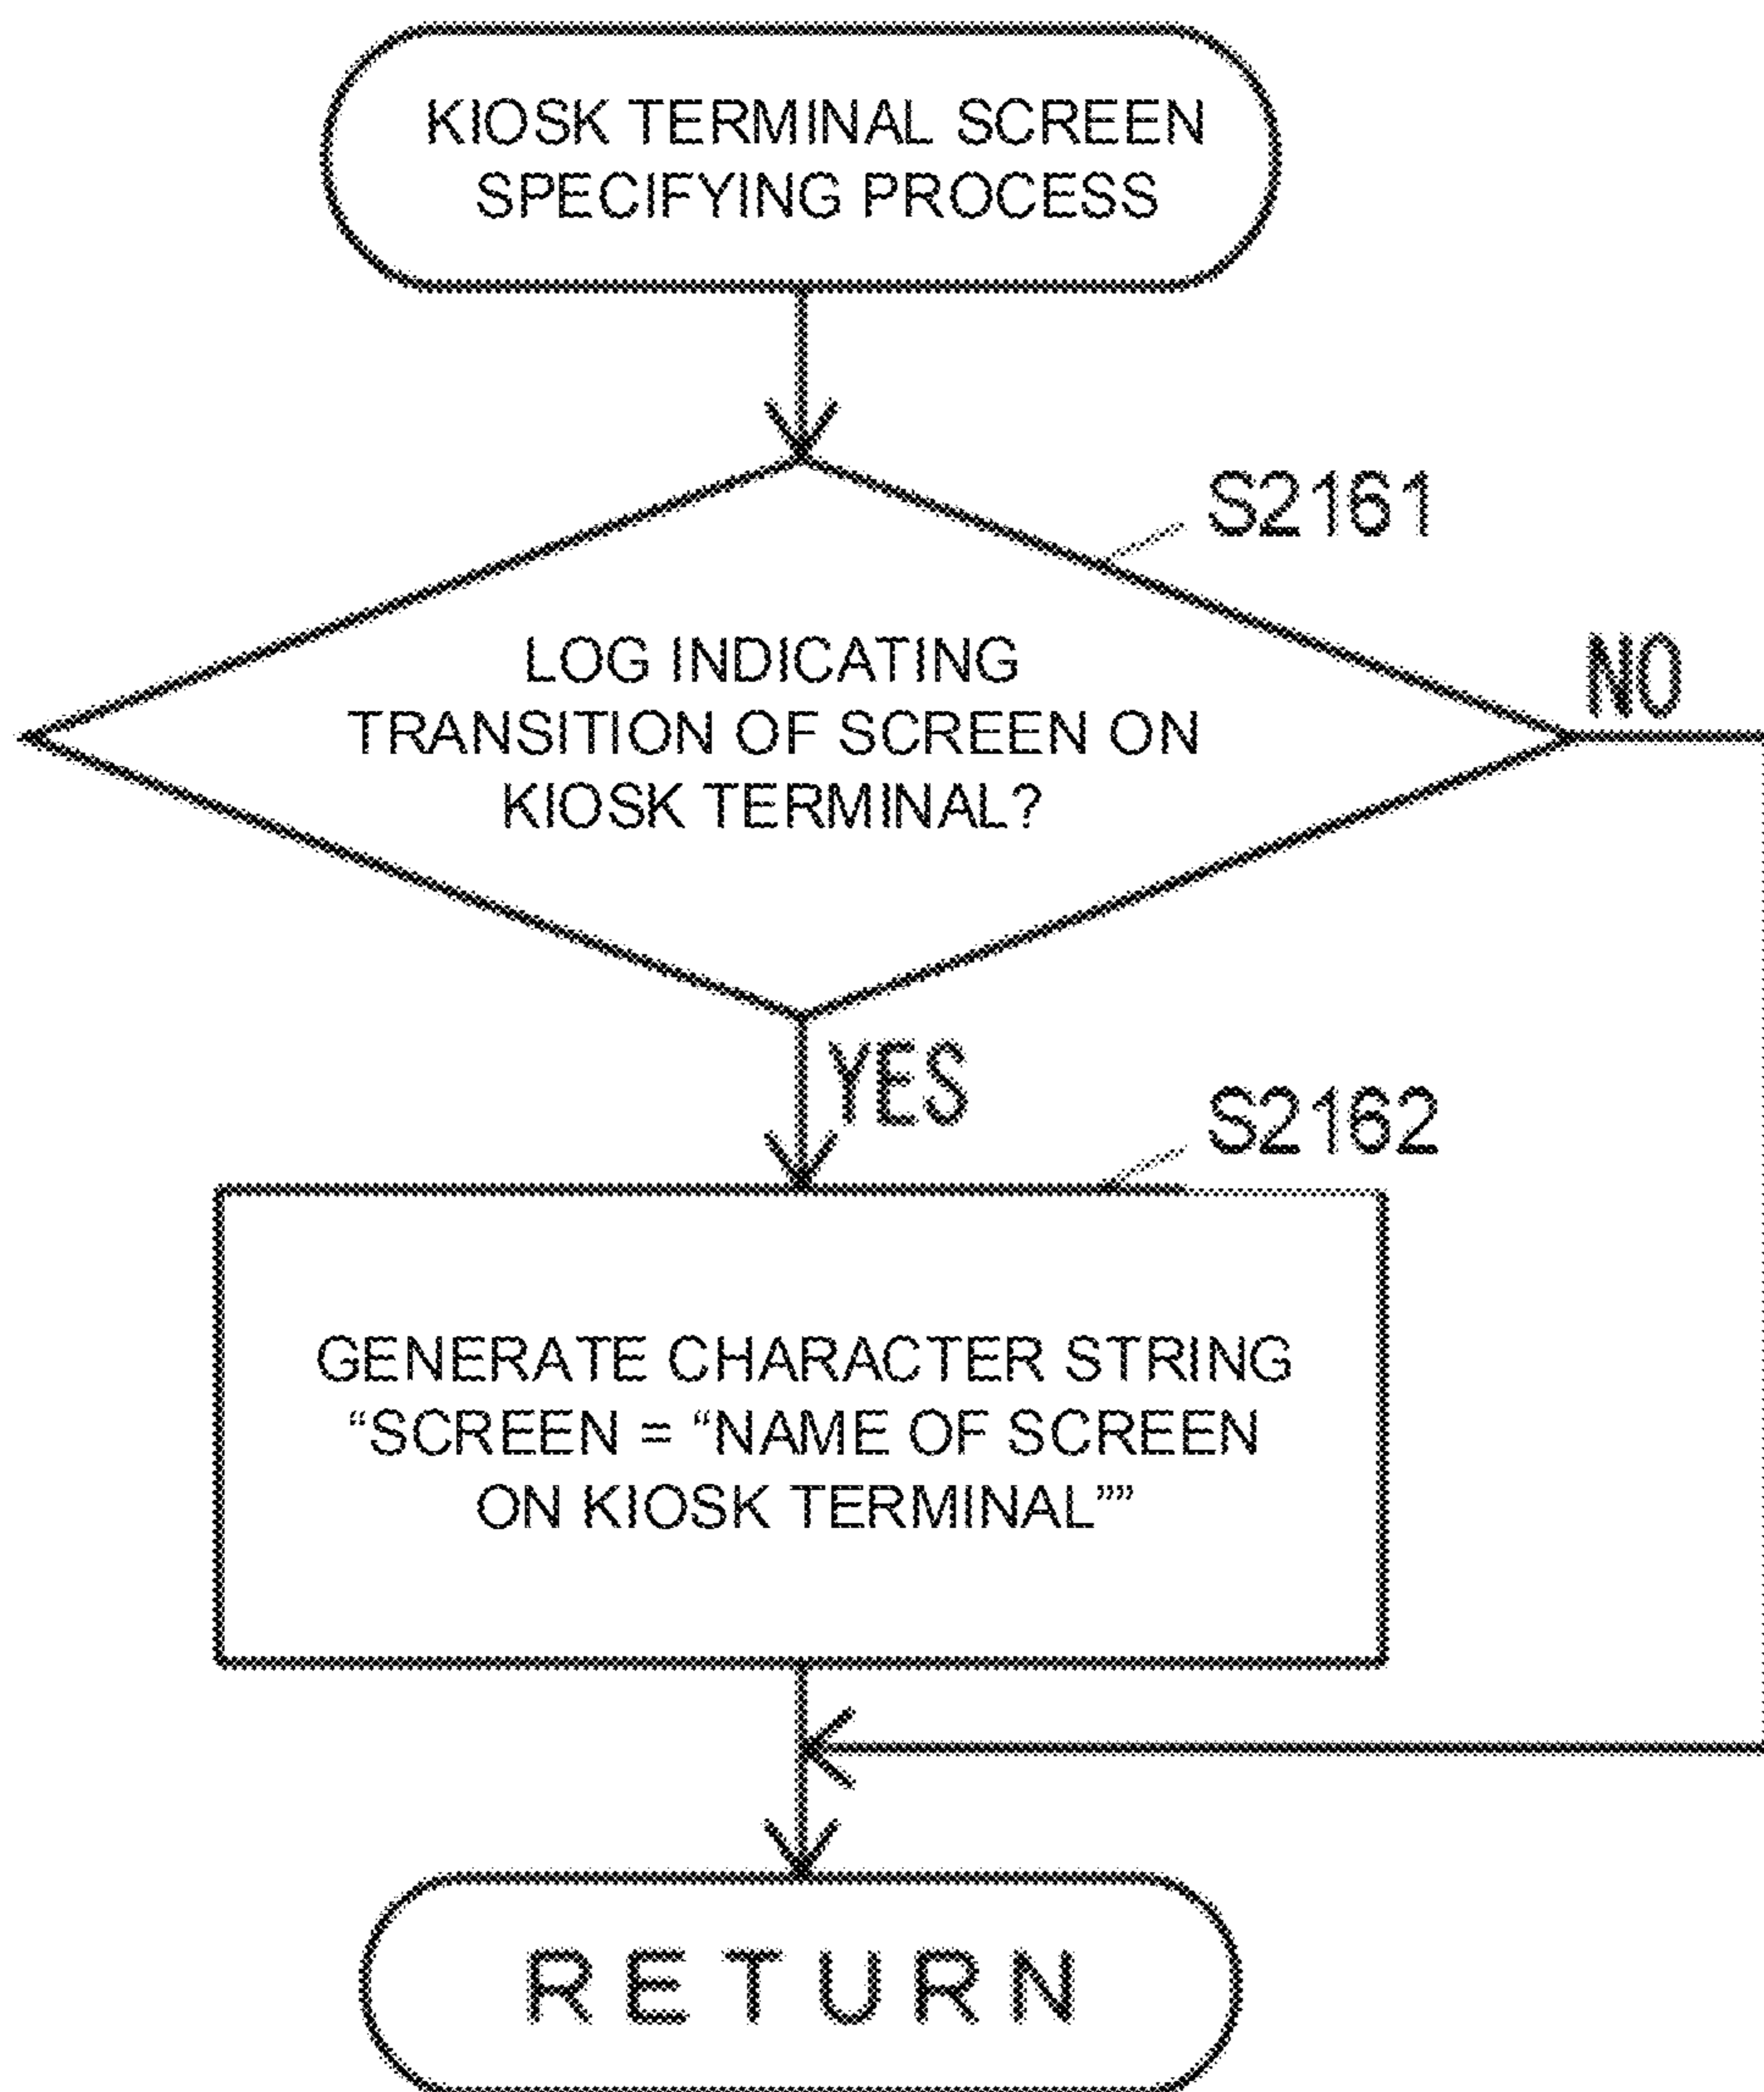 KIOSK TERMINAL SCREEN
SPECIFYING PROCESS
S2161
LOG INDICATING
TRANSITION OF SCREEN ON
KIOSK TERMINAL?
NO
YES
S2162
GENERATE CHARACTER STRING
“SCREEN = “NAME OF SCREEN
ON KIOSK TERMINAL””
RETURN